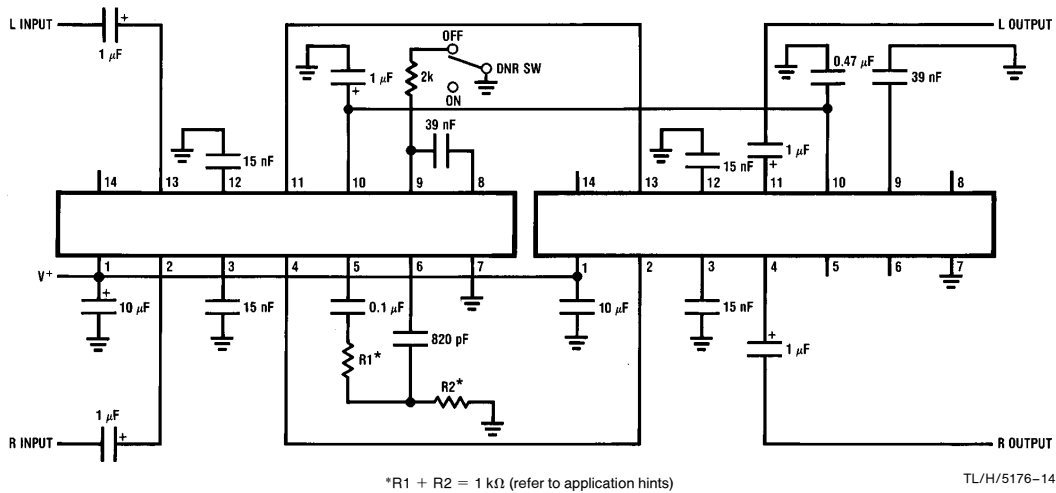 L INPUT
1 μF
+
OFF
DNR SW
ON
1 μF
+
2k
39 nF
15 nF
14 13 12 11 10 9 8
V+
1 2 3 4 5 6 7
+
10 μF
15 nF
0.1 μF
820 pF
R1*
R2*
1 μF
+
R INPUT
L OUTPUT
0.47 μF
39 nF
15 nF
1 μF
+
14 13 12 11 10 9 8
1 2 3 4 5 6 7
10 μF
15 nF
+
1 μF
R OUTPUT
*R1 + R2 = 1 kΩ (refer to application hints)
TL/H/5176–14